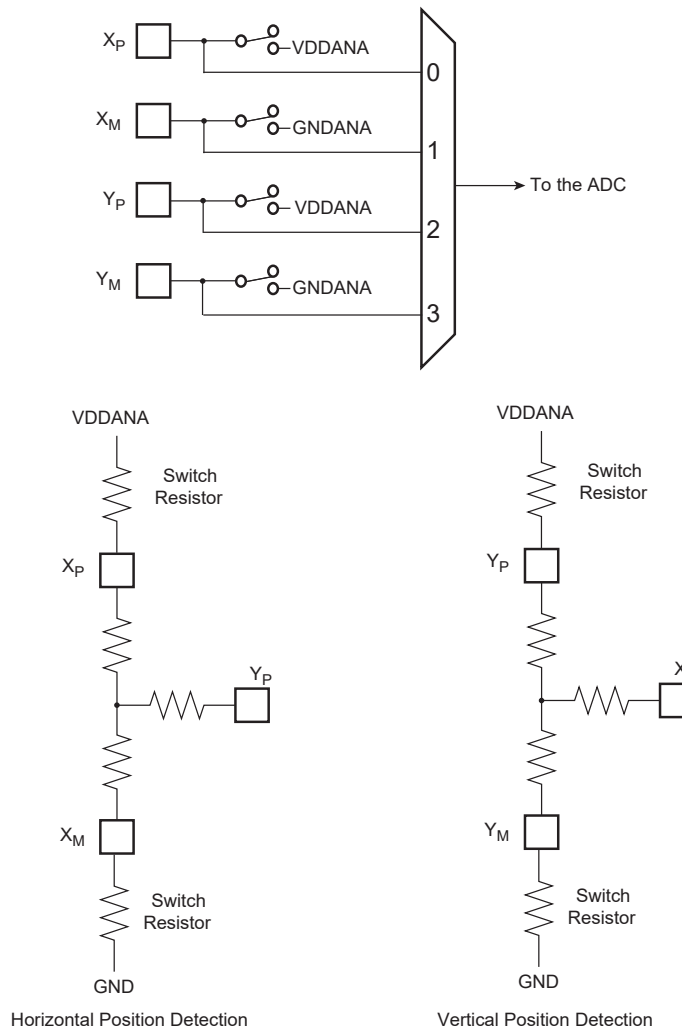 XP
VDDANA
0
XM
GNDANA
1
To the ADC
YP
VDDANA
2
YM
GNDANA
3
VDDANA
Switch
Resistor
XP
YP
XM
Switch
Resistor
GND
Horizontal Position Detection
VDDANA
Switch
Resistor
YP
X
YM
Switch
Resistor
GND
Vertical Position Detection